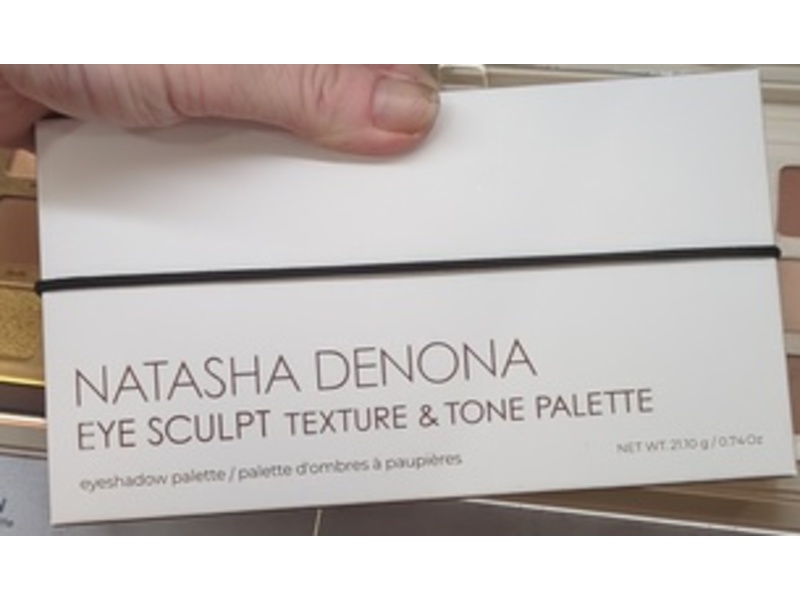 NATASHA DENONA
EYE SCULPT TEXTURE & TONE PALETTE
eyeshadow palette / palette d'ombres à paupières
NET WT. 21.10 g / 0.74 Oz